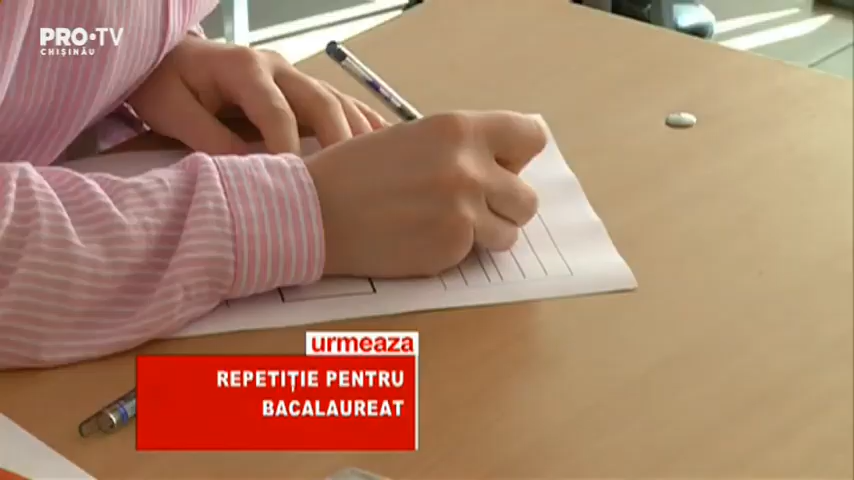 PRO•TV
CHIȘINĂU
urmeaza
REPETIȚIE PENTRU
BACALAUREAT